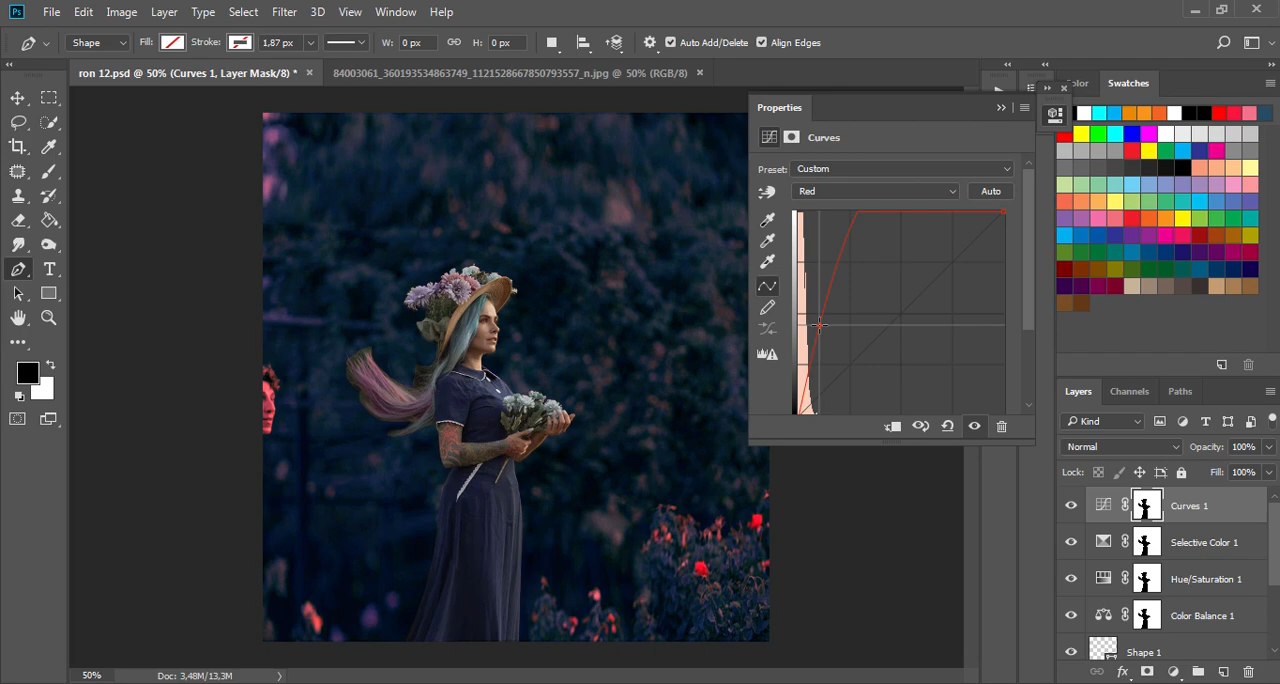 Ps File Edit Image Layer Type Select Filter 3D View Window Help
Shape Fill: Stroke: 1,87 px W: 0 px H: 0 px Auto Add/Delete Align Edges
ron 12.psd @ 50% (Curves 1, Layer Mask/8) * × 84003061_360193534863749_1121528667850793557_n.jpg @ 50% (RGB/8) ×
olor Swatches
Properties
Curves
Preset: Custom
Red Auto
Layers Channels Paths
Kind
Normal Opacity: 100%
Lock: Fill: 100%
Curves 1
Selective Color 1
Hue/Saturation 1
Color Balance 1
Shape 1
50% Doc: 3,48M/13,3M